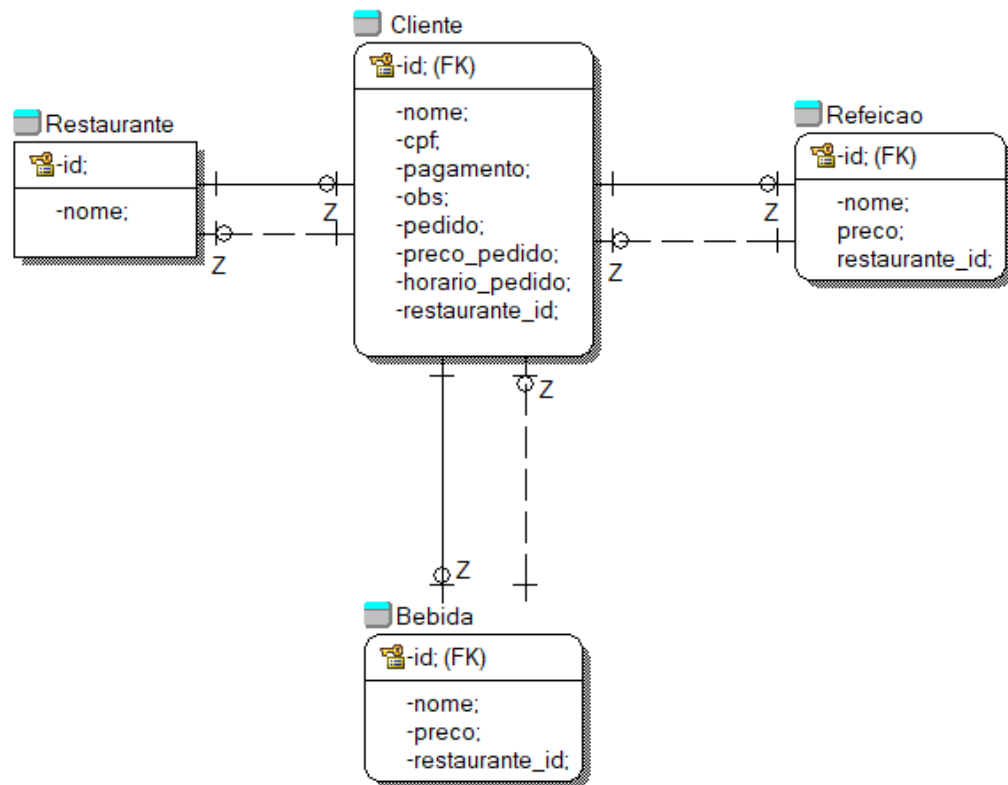 Cliente
-id; (FK)
-nome;
-cpf;
-pagamento;
-obs;
-pedido;
-preco_pedido;
-horario_pedido;
-restaurante_id;
Restaurante
-id;
-nome;
Z
Z
Refeicao
-id; (FK)
-nome;
preco;
restaurante_id;
Z
Z
Z
Z
Bebida
-id; (FK)
-nome;
-preco;
-restaurante_id;